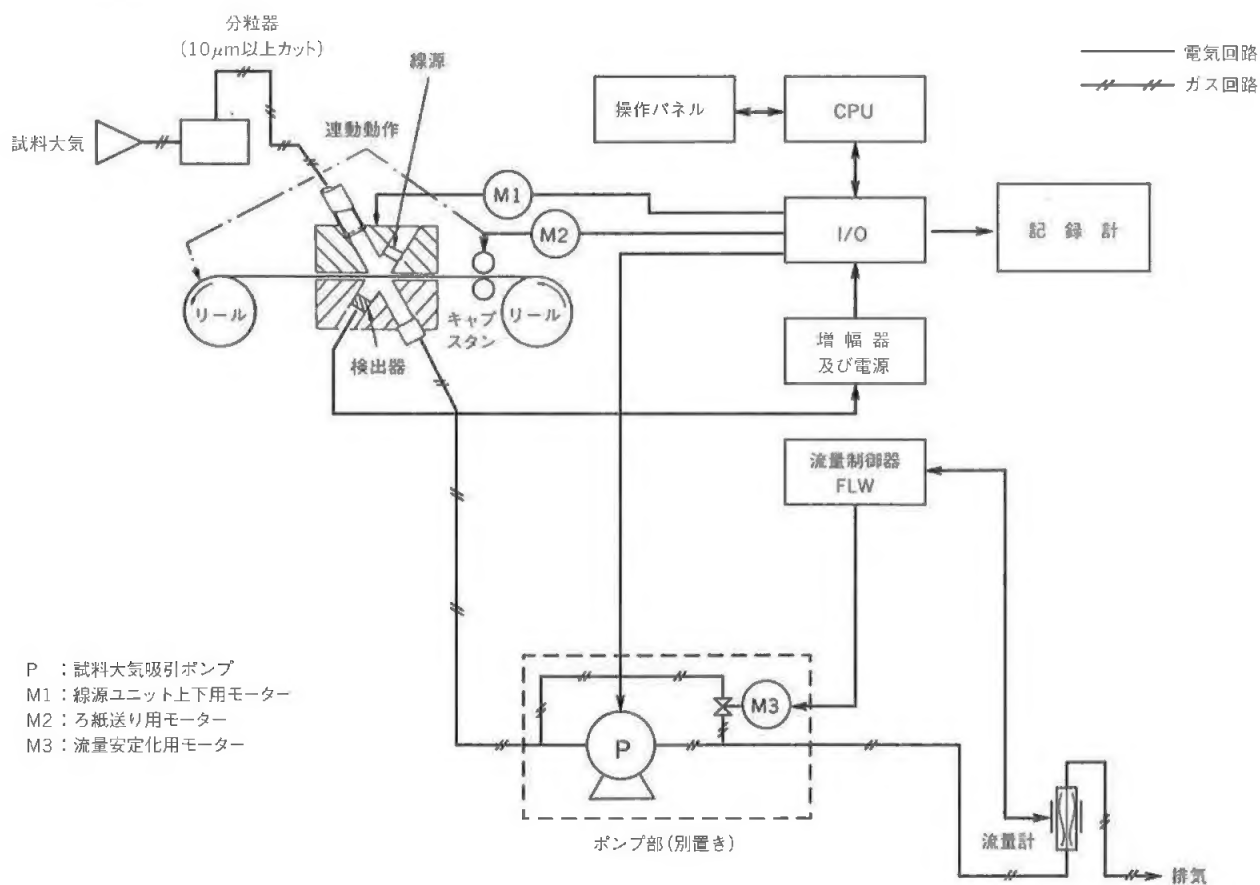 分粒器
(10μm以上カット)
線源
電気回路
ガス回路
試料大気
連動動作
操作パネル
CPU
M1
M2
I/O
記録計
リール
リール
キャプ
スタン
検出器
増幅器
及び電源
流量制御器
FLW
P ：試料大気吸引ポンプ
M1：線源ユニット上下用モーター
M2：ろ紙送り用モーター
M3：流量安定化用モーター
M3
P
ポンプ部(別置き)
流量計
排気